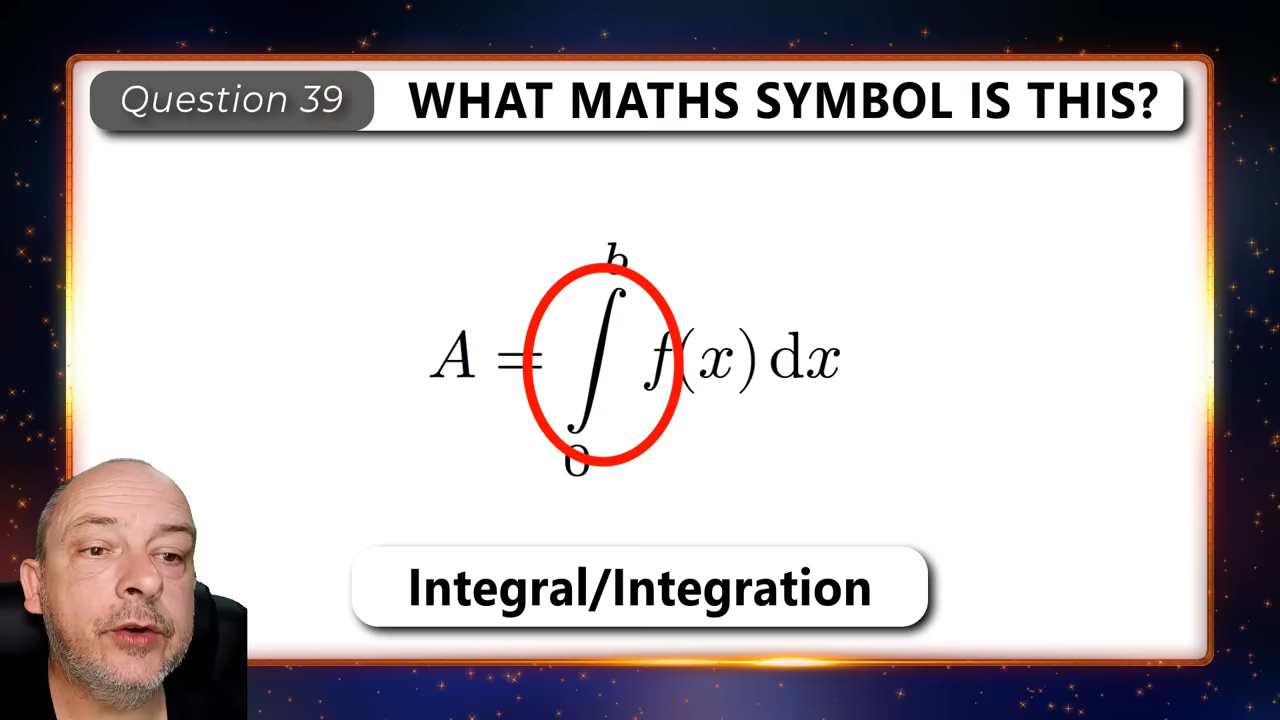 Question 39 WHAT MATHS SYMBOL IS THIS?
b
A = ∫ f(x) dx
0
Integral/Integration